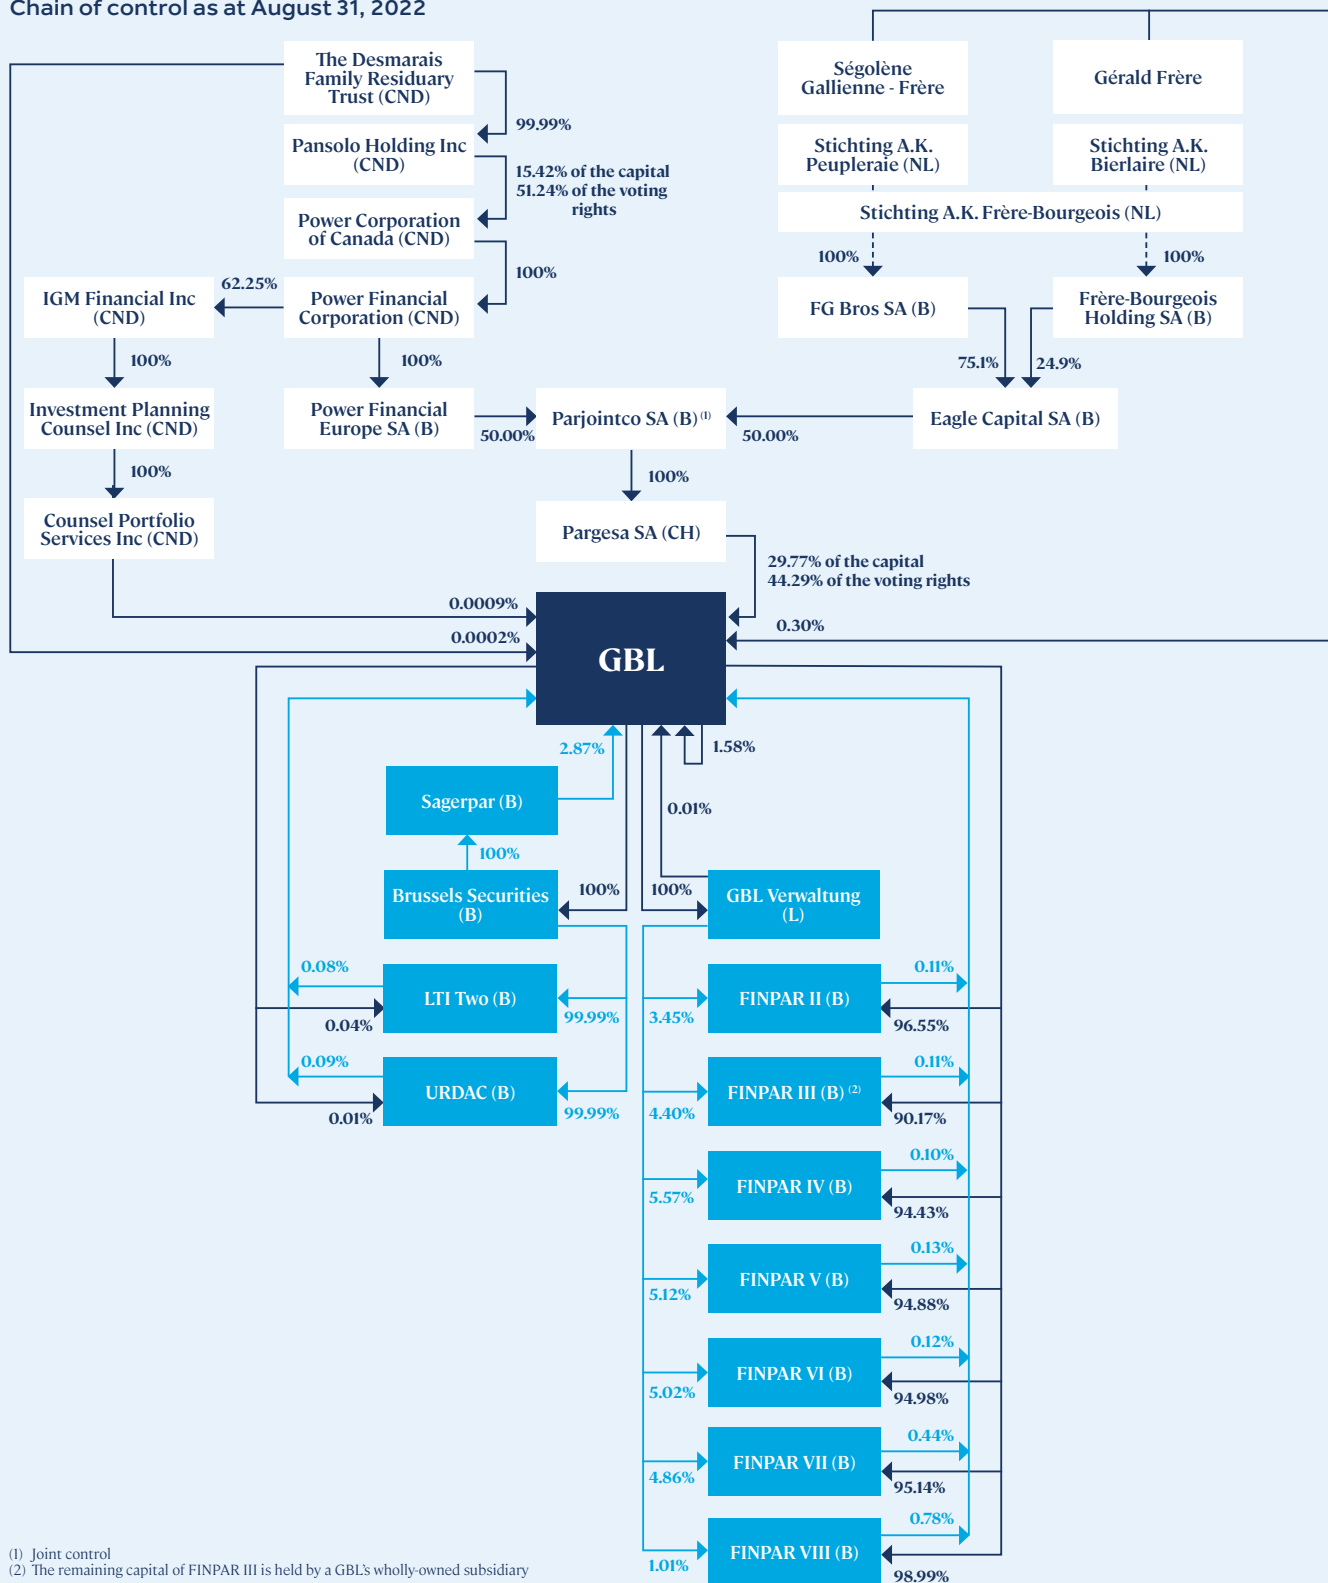 Chain of control as at August 31, 2022
The Desmarais
Family Residuary
Trust (CND)
99.99%
Pansolo Holding Inc
(CND)
15.42% of the capital
51.24% of the voting
rights
Power Corporation
of Canada (CND)
100%
Power Financial
Corporation (CND)
62.25%
IGM Financial Inc
(CND)
100%
Investment Planning
Counsel Inc (CND)
100%
Counsel Portfolio
Services Inc (CND)
100%
Power Financial
Europe SA (B)
50.00%
Parjointco SA (B) (1)
50.00%
Ségolène
Gallienne - Frère
Gérald Frère
Stichting A.K.
Peupleraie (NL)
Stichting A.K.
Bierlaire (NL)
Stichting A.K. Frère-Bourgeois (NL)
100%
100%
FG Bros SA (B)
Frère-Bourgeois
Holding SA (B)
75.1%
24.9%
Eagle Capital SA (B)
100%
Pargesa SA (CH)
29.77% of the capital
44.29% of the voting rights
0.0009%
0.0002%
0.30%
GBL
2.87%
1.58%
Sagerpar (B)
0.01%
100%
Brussels Securities
(B)
100%
100%
GBL Verwaltung
(L)
0.08%
LTI Two (B)
0.04%
99.99%
0.09%
URDAC (B)
0.01%
99.99%
0.11%
FINPAR II (B)
3.45%
96.55%
0.11%
FINPAR III (B) (2)
4.40%
90.17%
0.10%
FINPAR IV (B)
5.57%
94.43%
0.13%
FINPAR V (B)
5.12%
94.88%
0.12%
FINPAR VI (B)
5.02%
94.98%
0.44%
FINPAR VII (B)
4.86%
95.14%
0.78%
FINPAR VIII (B)
1.01%
98.99%
(1) Joint control
(2) The remaining capital of FINPAR III is held by a GBL's wholly-owned subsidiary